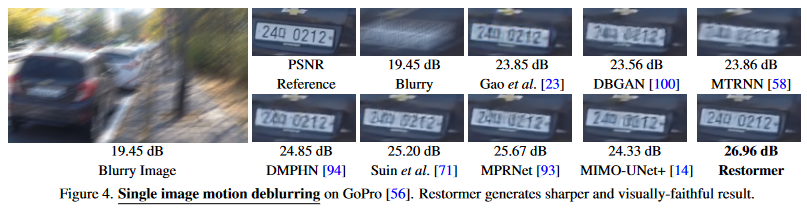 24수 0212
PSNR 19.45 dB 23.85 dB 23.56 dB 23.86 dB
Reference Blurry Gao et al. [23] DBGAN [100] MTRNN [58]
24.85 dB 25.20 dB 25.67 dB 24.33 dB 26.96 dB
19.45 dB
Blurry Image
DMPHN [94] Suin et al. [71] MPRNet [93] MIMO-UNet+ [14] Restormer
Figure 4. Single image motion deblurring on GoPro [56]. Restormer generates sharper and visually-faithful result.